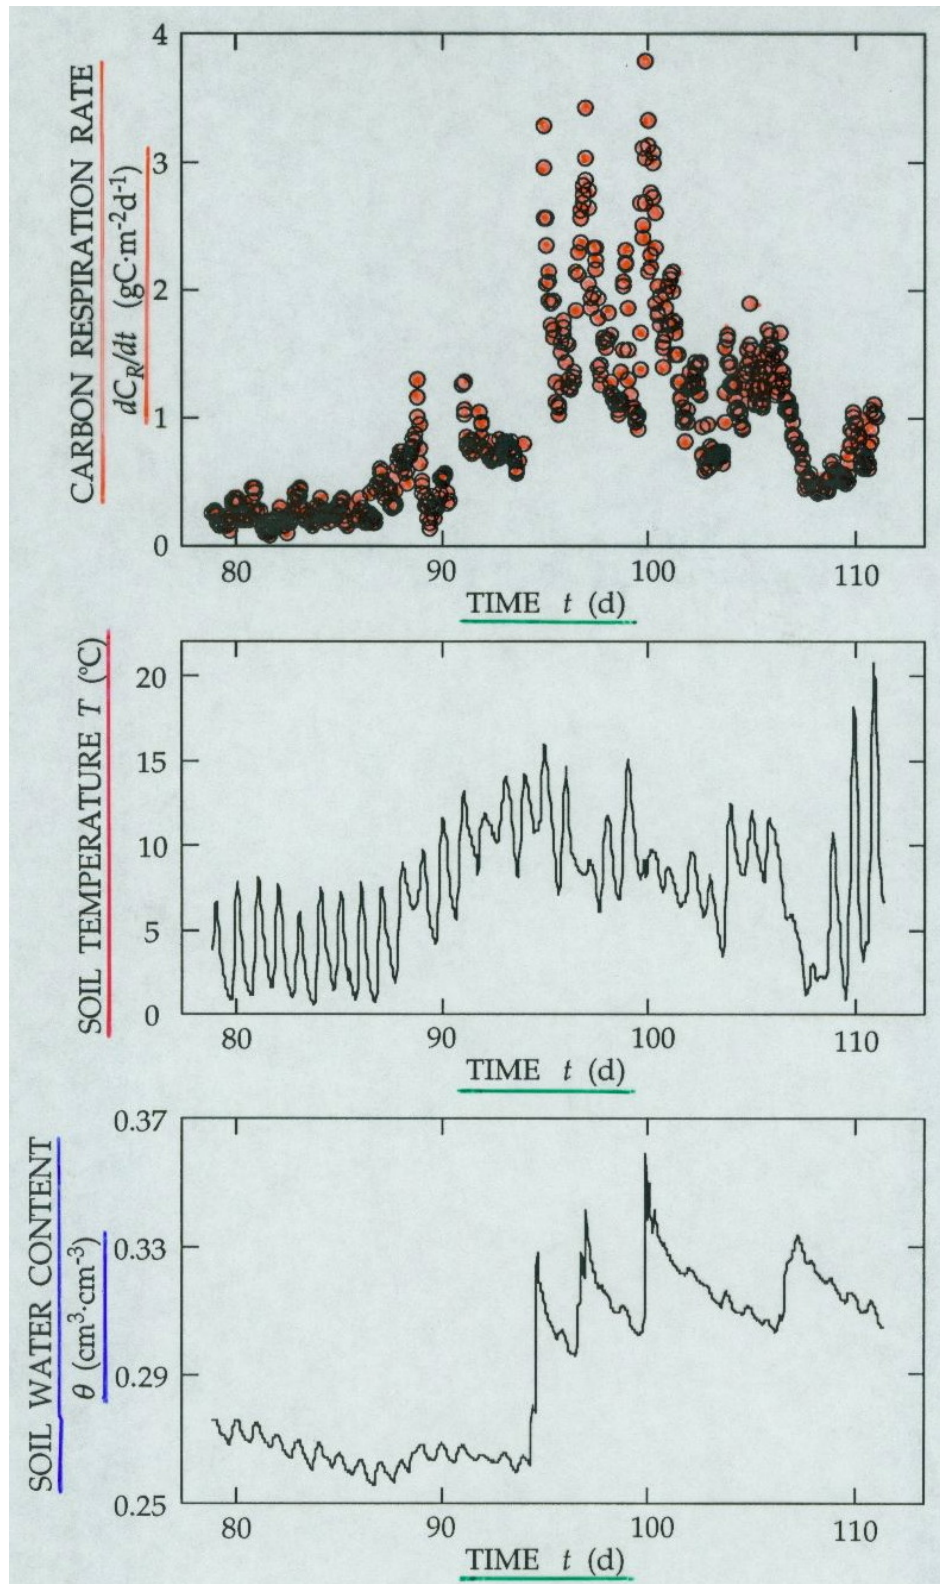 CARBON RESPIRATION RATE
dC_R/dt (gC·m⁻²d⁻¹)
4
3
2
1
0
80 90 100 110
TIME t (d)
SOIL TEMPERATURE T (ºC)
20
15
10
5
0
80 90 100 110
TIME t (d)
SOIL WATER CONTENT
θ (cm³·cm⁻³)
0.37
0.33
0.29
0.25
80 90 100 110
TIME t (d)